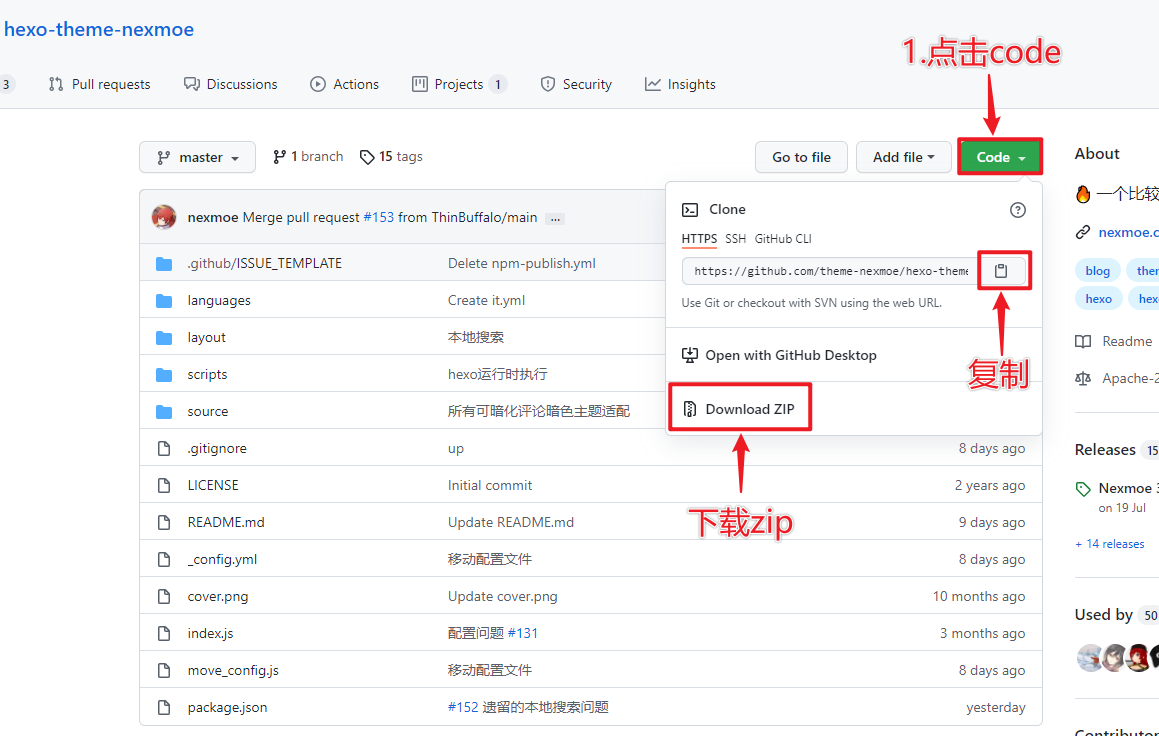 hexo-theme-nexmoe
1.点击code
3 Pull requests Discussions Actions Projects 1 Security Insights
master 1 branch 15 tags Go to file Add file Code
About
nexmoe Merge pull request #153 from ThinBuffalo/main ...
Clone
HTTPS SSH GitHub CLI
https://github.com/theme-nexmoe/hexo-theme
Use Git or checkout with SVN using the web URL.
复制
Open with GitHub Desktop
Download ZIP
下载zip
.github/ISSUE_TEMPLATE Delete npm-publish.yml
languages Create it.yml
layout 本地搜索
scripts hexo运行时执行
source 所有可暗化评论暗色主题适配
.gitignore up 8 days ago
LICENSE Initial commit 2 years ago
README.md Update README.md 9 days ago
_config.yml 移动配置文件 8 days ago
cover.png Update cover.png 10 months ago
index.js 配置问题 #131 3 months ago
move_config.js 移动配置文件 8 days ago
package.json #152 遗留的本地搜索问题 yesterday
一个比较
nexmoe.c
blog ther
hexo hex
Readme
Apache-2
Releases 15
Nexmoe 3
on 19 Jul
+ 14 releases
Used by 50
Contributor